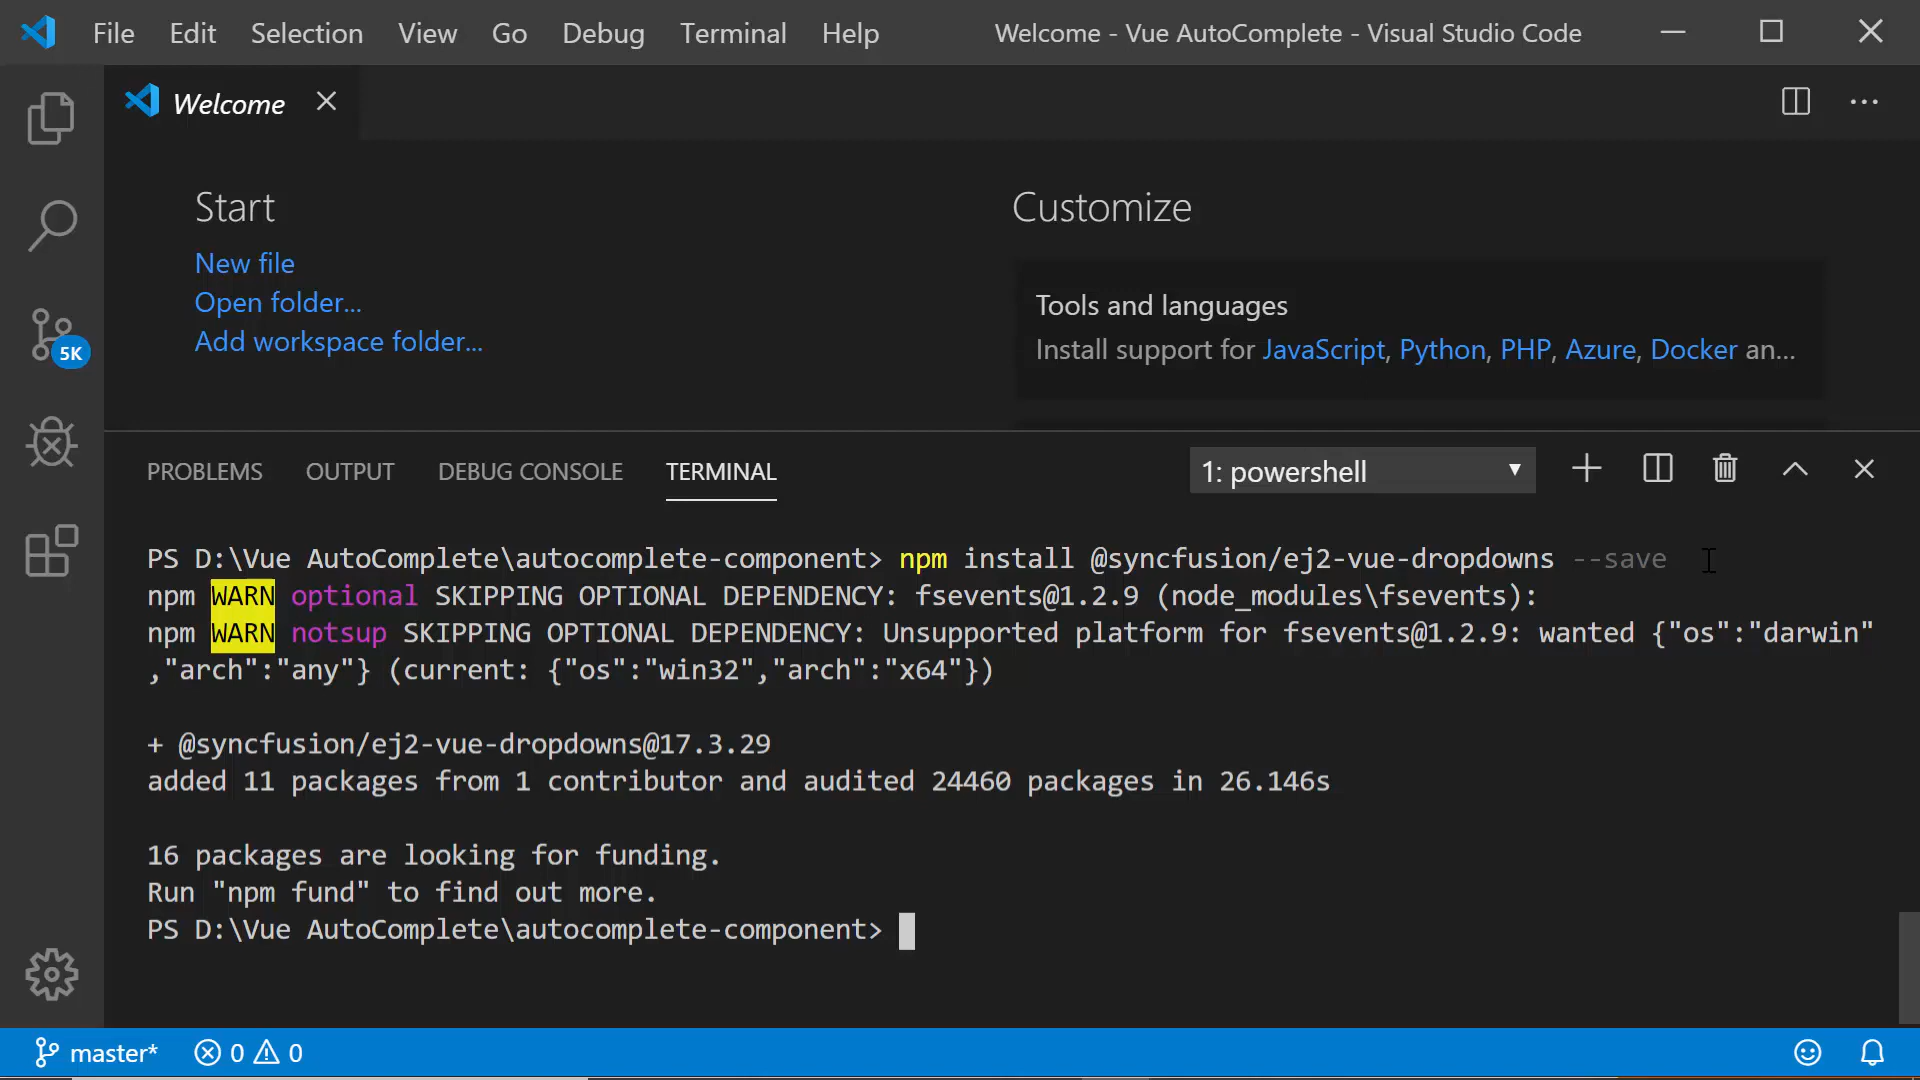 File Edit Selection View Go Debug Terminal Help Welcome - Vue AutoComplete - Visual Studio Code
Welcome
Start
New file
Open folder...
Add workspace folder...
Customize
Tools and languages
Install support for JavaScript, Python, PHP, Azure, Docker an...
5K
PROBLEMS OUTPUT DEBUG CONSOLE TERMINAL 1: powershell
PS D:\Vue AutoComplete\autocomplete-component> npm install @syncfusion/ej2-vue-dropdowns --save
npm WARN optional SKIPPING OPTIONAL DEPENDENCY: fsevents@1.2.9 (node_modules\fsevents):
npm WARN notsup SKIPPING OPTIONAL DEPENDENCY: Unsupported platform for fsevents@1.2.9: wanted {"os":"darwin"
,"arch":"any"} (current: {"os":"win32","arch":"x64"})
+ @syncfusion/ej2-vue-dropdowns@17.3.29
added 11 packages from 1 contributor and audited 24460 packages in 26.146s
16 packages are looking for funding.
Run "npm fund" to find out more.
PS D:\Vue AutoComplete\autocomplete-component>
master* 0 0